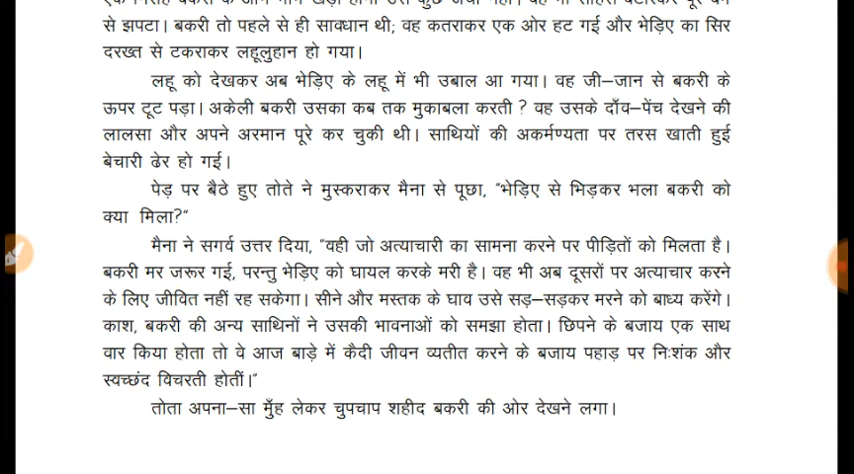 से झपटा। बकरी तो पहले से ही सावधान थी; वह कतराकर एक ओर हट गई और भेड़िए का सिर
दरख्त से टकराकर लहूलुहान हो गया।
लहू को देखकर अब भेड़िए के लहू में भी उबाल आ गया। वह जी–जान से बकरी के
ऊपर टूट पड़ा। अकेली बकरी उसका कब तक मुकाबला करती ? वह उसके दाँव–पेंच देखने की
लालसा और अपने अरमान पूरे कर चुकी थी। साथियों की अकर्मण्यता पर तरस खाती हुई
बेचारी ढेर हो गई।
पेड़ पर बैठे हुए तोते ने मुस्कराकर मैना से पूछा, "भेड़िए से भिड़कर भला बकरी को
क्या मिला?"
मैना ने सगर्व उत्तर दिया, "वही जो अत्याचारी का सामना करने पर पीड़ितों को मिलता है।
बकरी मर जरूर गई, परन्तु भेड़िए को घायल करके मरी है। वह भी अब दूसरों पर अत्याचार करने
के लिए जीवित नहीं रह सकेगा। सीने और मस्तक के घाव उसे सड़–सड़कर मरने को बाध्य करेंगे।
काश, बकरी की अन्य साथिनों ने उसकी भावनाओं को समझा होता। छिपने के बजाय एक साथ
वार किया होता तो वे आज बाड़े में कैदी जीवन व्यतीत करने के बजाय पहाड़ पर निःशंक और
स्वच्छंद विचरती होतीं।"
तोता अपना–सा मुँह लेकर चुपचाप शहीद बकरी की ओर देखने लगा।